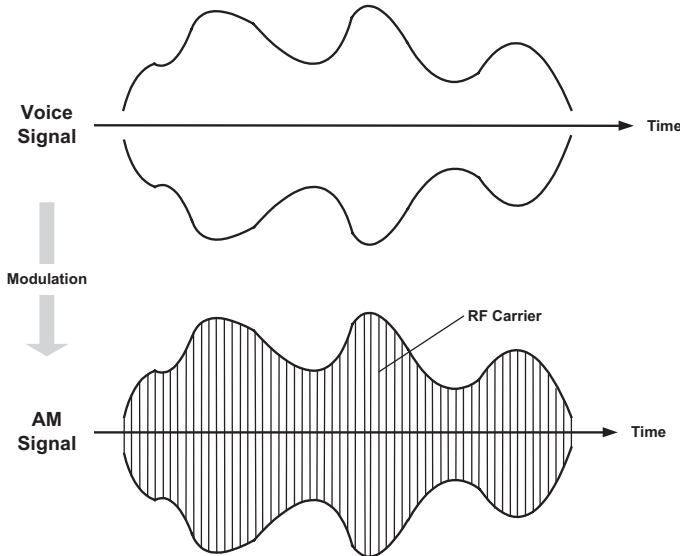 Voice
Signal
Time
Modulation
RF Carrier
AM
Signal
Time